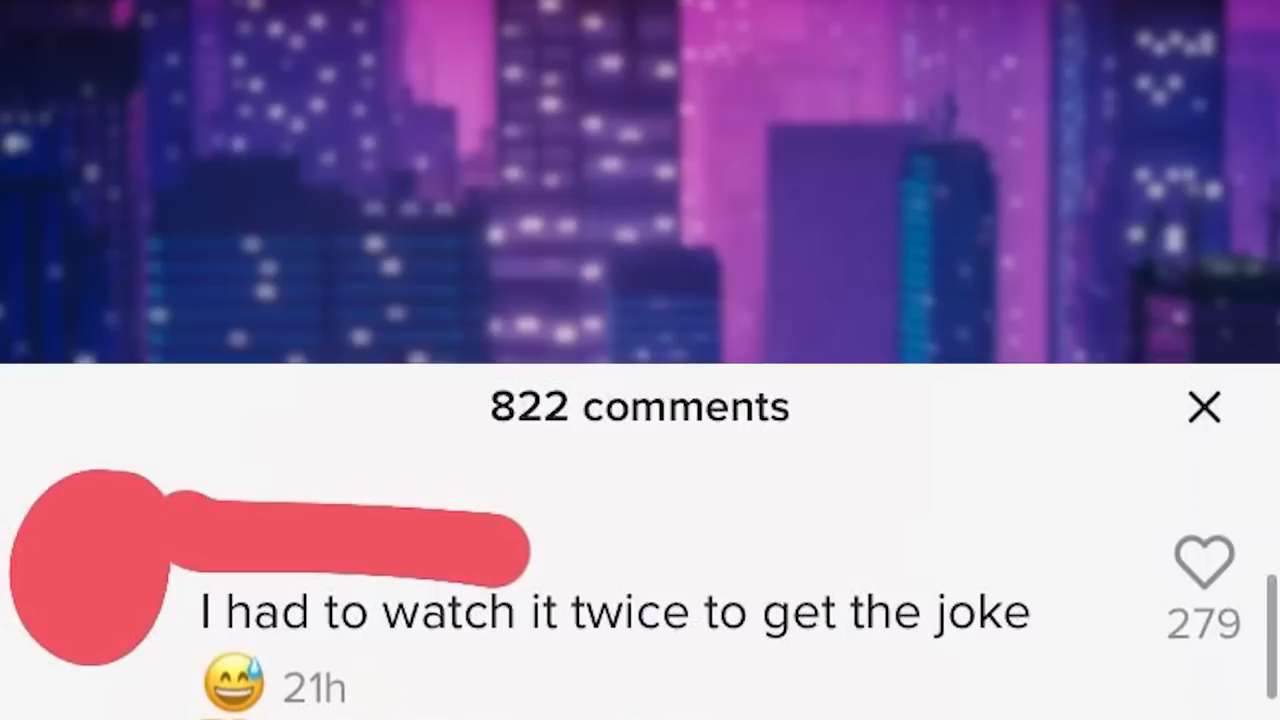 822 comments
I had to watch it twice to get the joke
😅 21h
279